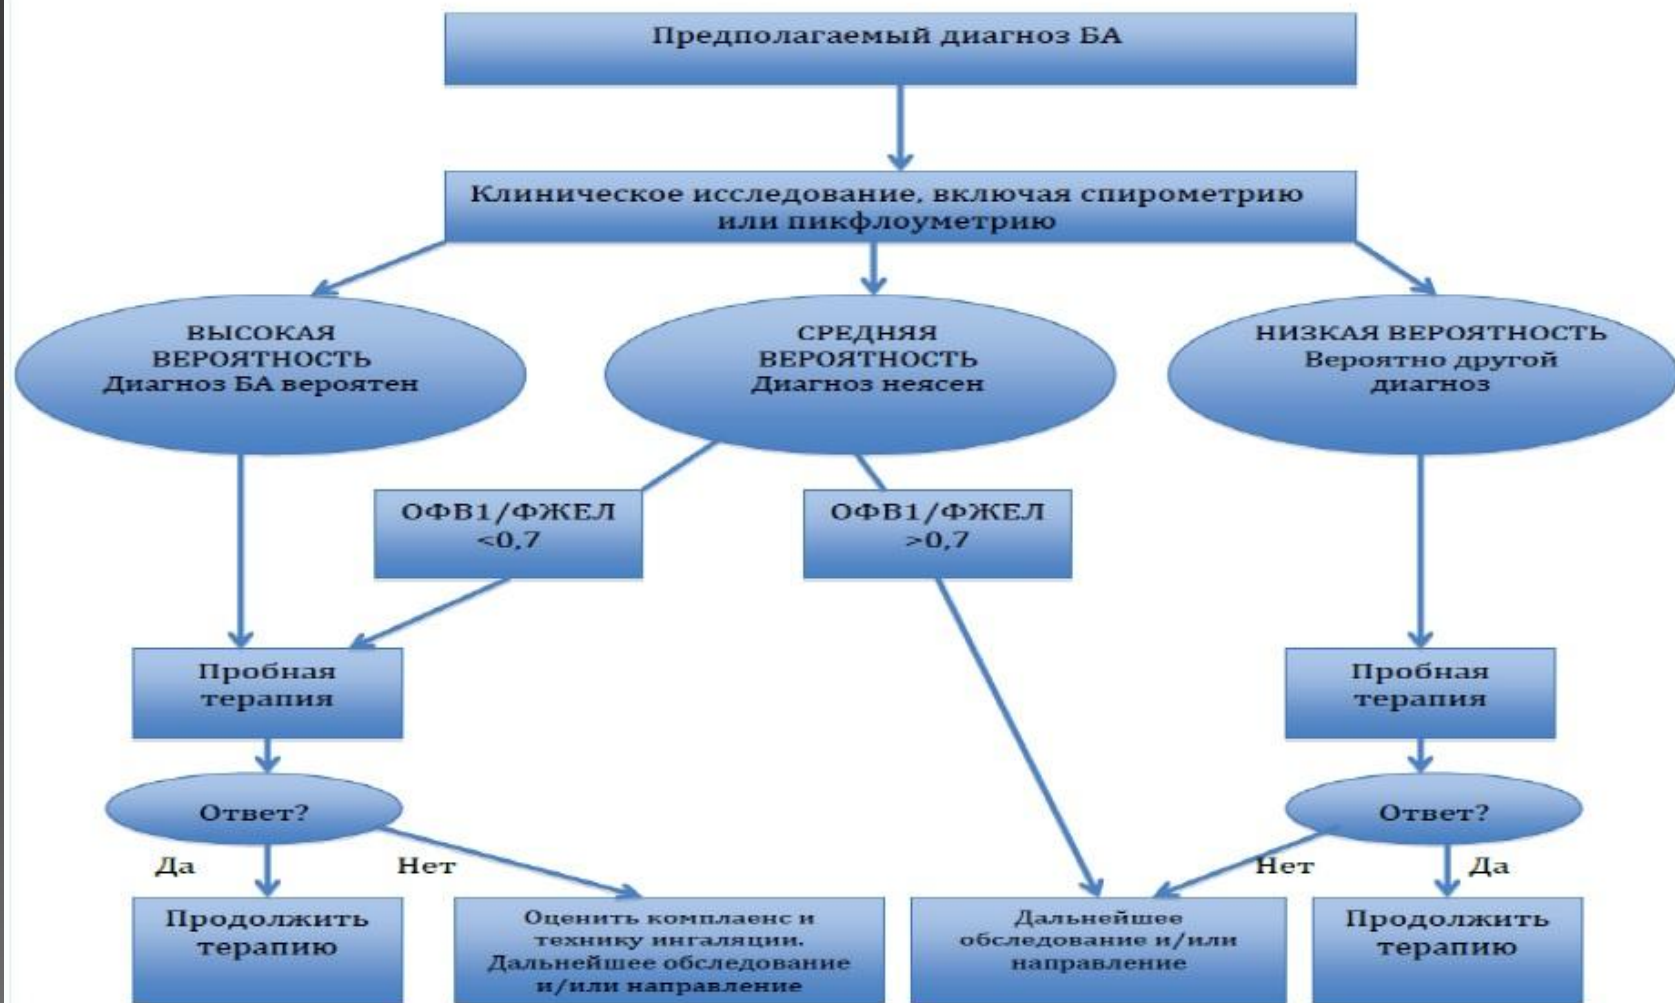 Предполагаемый диагноз БА
Клиническое исследование, включая спирометрию
или пикфлоуметрию
ВЫСОКАЯ
ВЕРОЯТНОСТЬ
Диагноз БА вероятен
СРЕДНЯЯ
ВЕРОЯТНОСТЬ
Диагноз неясен
НИЗКАЯ ВЕРОЯТНОСТЬ
Вероятно другой
диагноз
ОФВ1/ФЖЕЛ
<0,7
ОФВ1/ФЖЕЛ
>0,7
Пробная
терапия
Пробная
терапия
Ответ?
Ответ?
Да
Нет
Нет
Да
Продолжить
терапию
Оценить комплаенс и
технику ингаляции.
Дальнейшее обследование
и/или направление
Дальнейшее
обследование и/или
направление
Продолжить
терапию